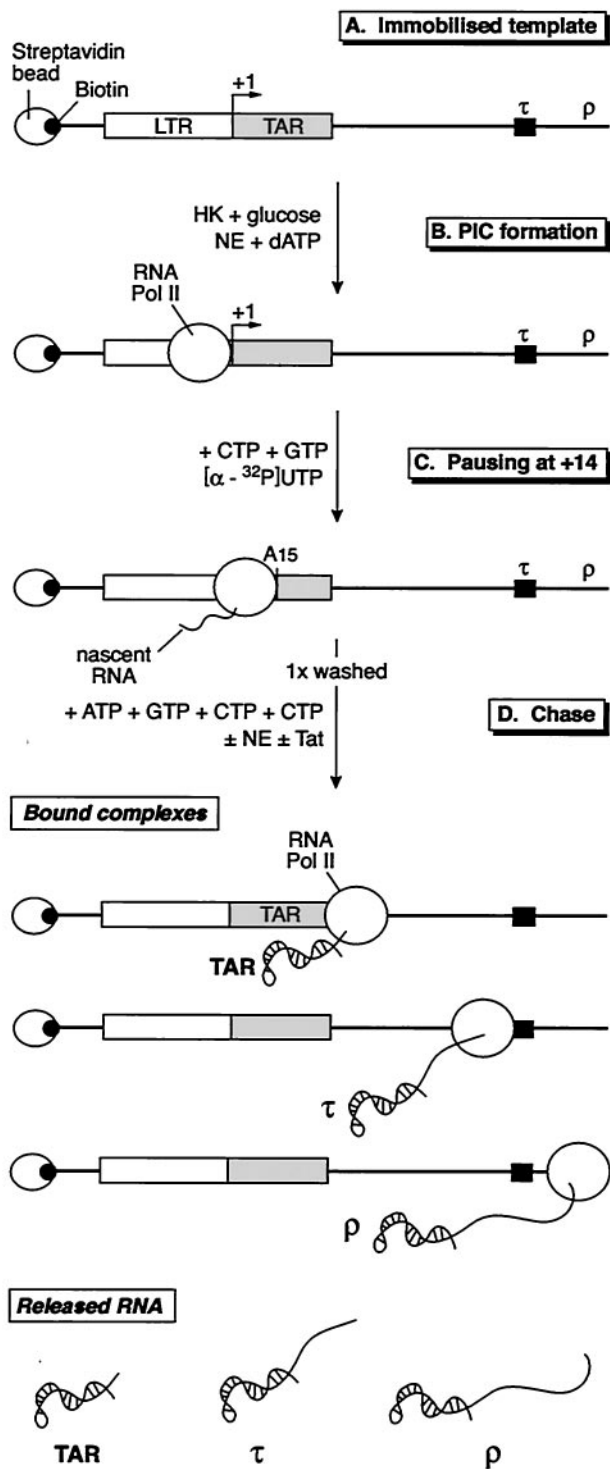 A. Immobilised template
Streptavidin
bead
Biotin
+1
LTR
TAR
τ
ρ
HK + glucose
NE + dATP
B. PIC formation
RNA
Pol II
+1
τ
ρ
+ CTP + GTP
[α - ³²P]UTP
C. Pausing at +14
A15
τ
ρ
nascent
RNA
1x washed
+ ATP + GTP + CTP + CTP
± NE ± Tat
D. Chase
Bound complexes
RNA
Pol II
TAR
TAR
τ
ρ
Released RNA
TAR
τ
ρ